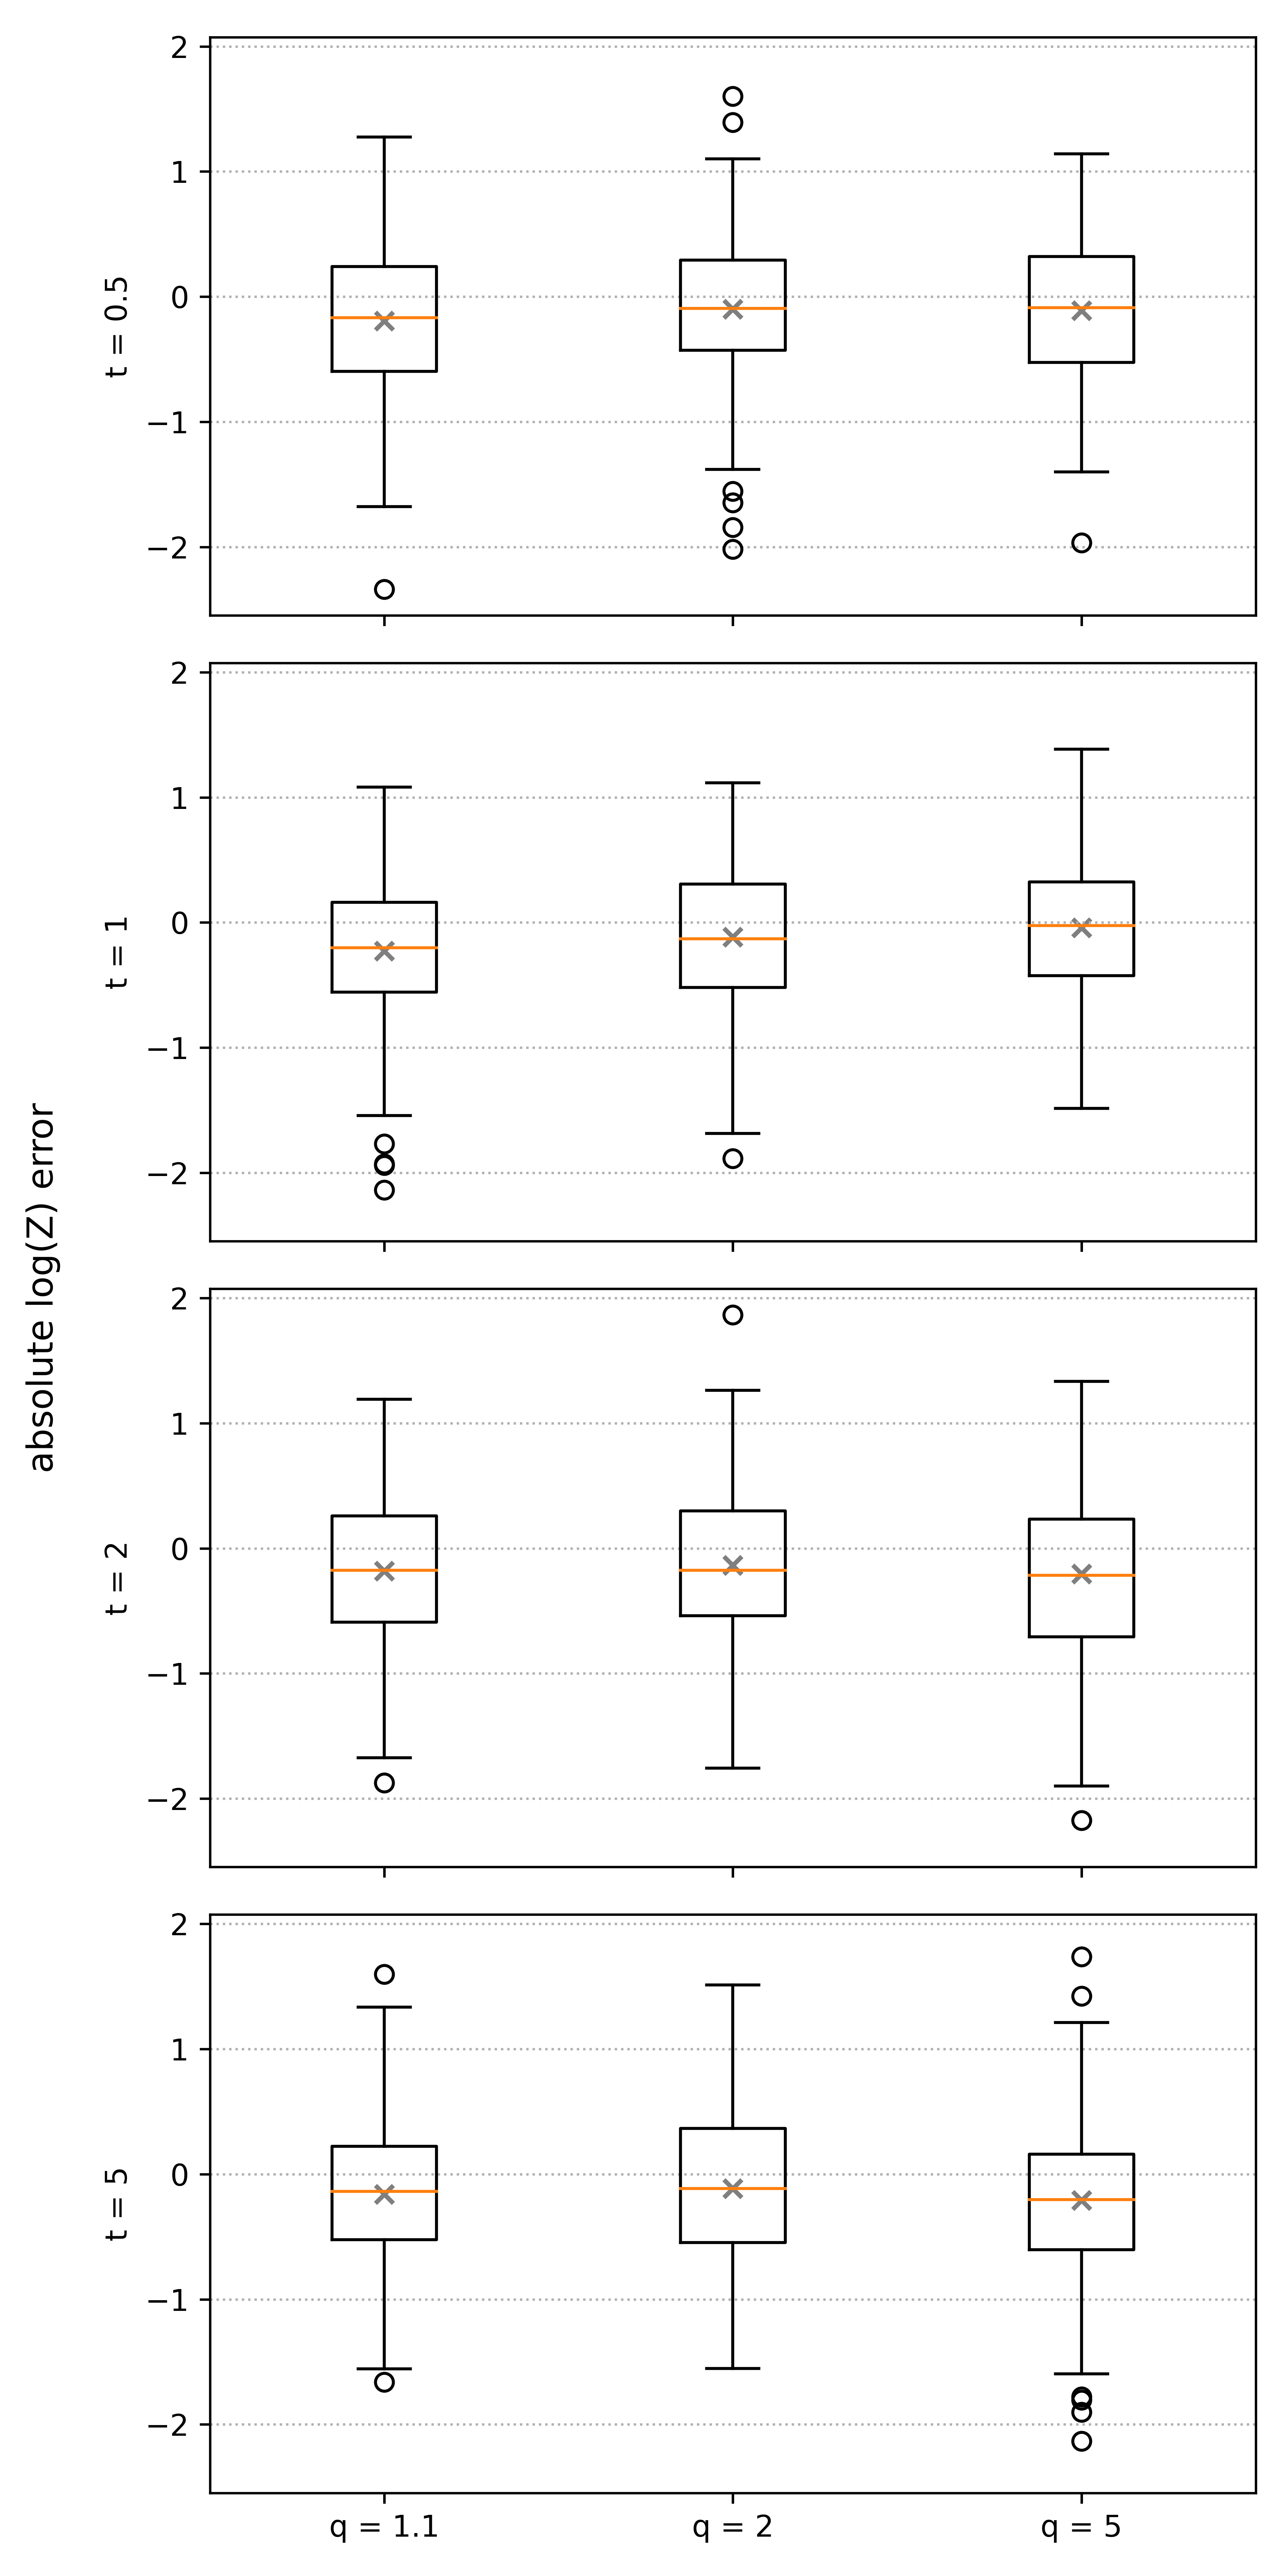 absolute log(Z) error
t = 0.5
2
1
0
−1
−2
t = 1
2
1
0
−1
−2
t = 2
2
1
0
−1
−2
t = 5
2
1
0
−1
−2
q = 1.1
q = 2
q = 5